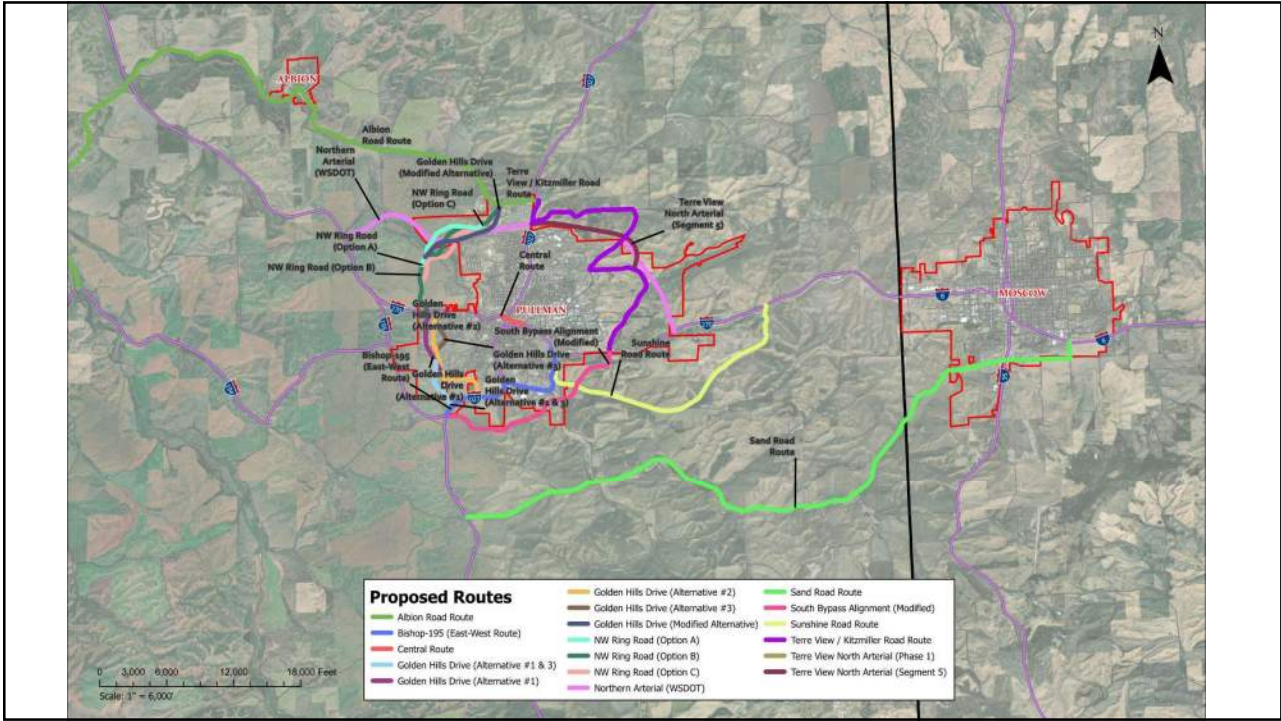 N
ALBION
Albion
Road Route
Northern
Arterial
(WSDOT)
Golden Hills Drive
(Modified Alternative)
Terre
View / Kitzmiller Road
Route
NW Ring Road
(Option C)
Terre View
North Arterial
(Segment 5)
NW Ring Road
(Option A)
NW Ring Road (Option B)
Central
Route
MOSCOW
PULLMAN
Golden
Hills Drive
(Alternative #2)
South Bypass Alignment
(Modified)
Sunshine
Road Route
Bishop-195
(East-West
Route)
Golden Hills Drive
(Alternative #3)
Golden Hills
Drive
(Alternative #1)
Golden
Hills Drive
(Alternative #1 & 3)
Sand Road
Route
Proposed Routes
Albion Road Route
Bishop-195 (East-West Route)
Central Route
Golden Hills Drive (Alternative #1 & 3)
Golden Hills Drive (Alternative #1)
Golden Hills Drive (Alternative #2)
Golden Hills Drive (Alternative #3)
Golden Hills Drive (Modified Alternative)
NW Ring Road (Option A)
NW Ring Road (Option B)
NW Ring Road (Option C)
Northern Arterial (WSDOT)
Sand Road Route
South Bypass Alignment (Modified)
Sunshine Road Route
Terre View / Kitzmiller Road Route
Terre View North Arterial (Phase 1)
Terre View North Arterial (Segment 5)
0 3,000 6,000 12,000 18,000 Feet
Scale: 1" = 6,000'